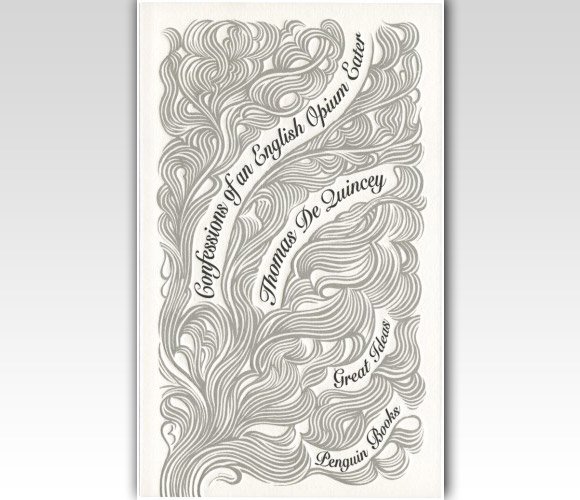 Confessions of an English Opium Eater
Thomas De Quincey
Great Ideas
Penguin Books